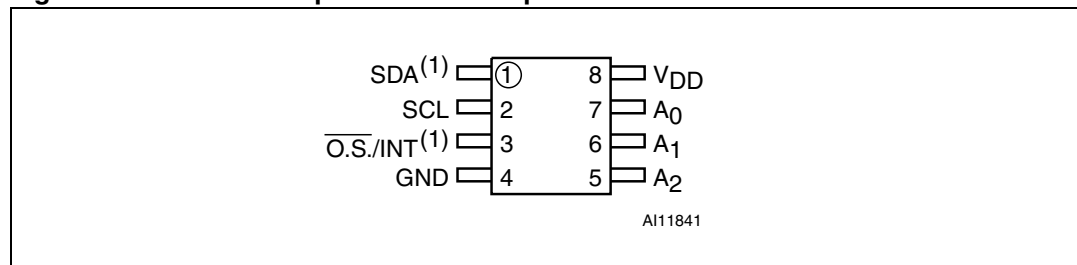 SDA(1) 1 8 VDD
SCL 2 7 A0
O.S./INT(1) 3 6 A1
GND 4 5 A2
AI11841